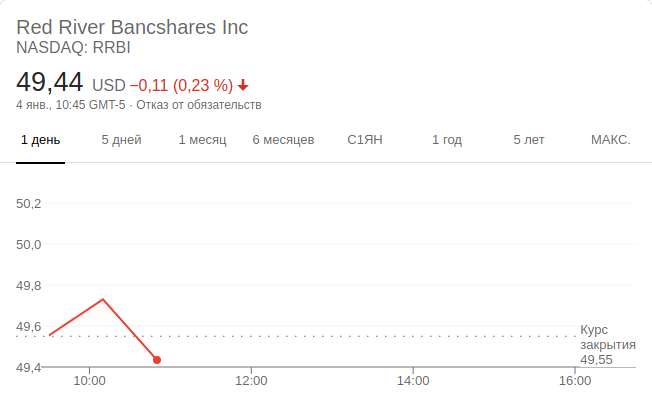 Red River Bancshares Inc
NASDAQ: RRBI
49,44 USD −0,11 (0,23 %)
4 янв., 10:45 GMT-5 · Отказ от обязательств
1 день 5 дней 1 месяц 6 месяцев С1ЯН 1 год 5 лет МАКС.
50,2
50,0
49,8
49,6
Курс
закрытия
49,55
49,4
10:00 12:00 14:00 16:00